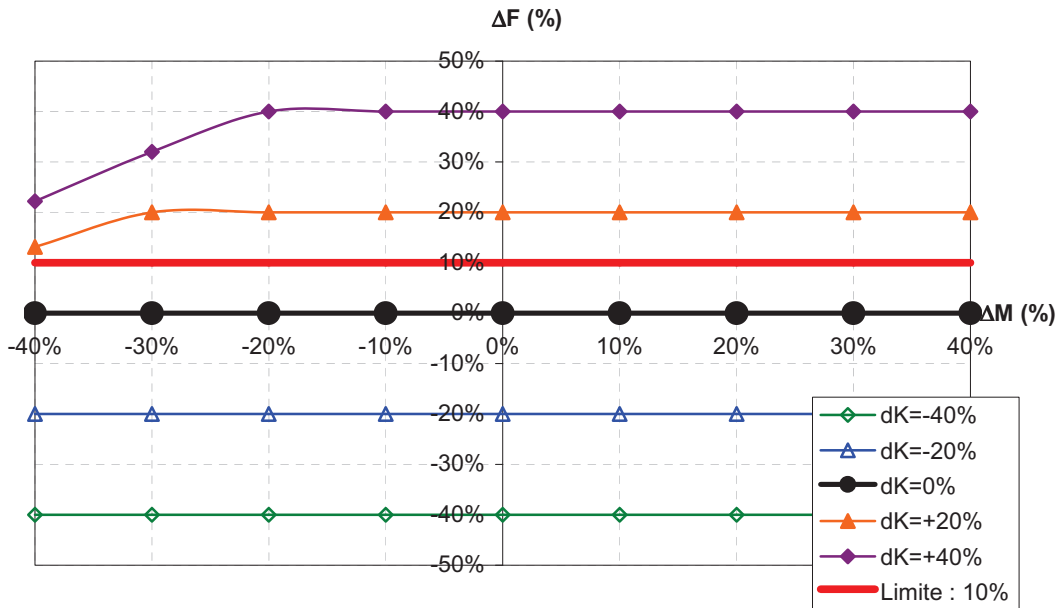 ΔF (%)
50%
40%
30%
20%
10%
0%
ΔM (%)
-40% -30% -20% -10% 0% 10% 20% 30% 40%
-10%
-20%
-30%
-40%
-50%
dK=-40%
dK=-20%
dK=0%
dK=+20%
dK=+40%
Limite : 10%